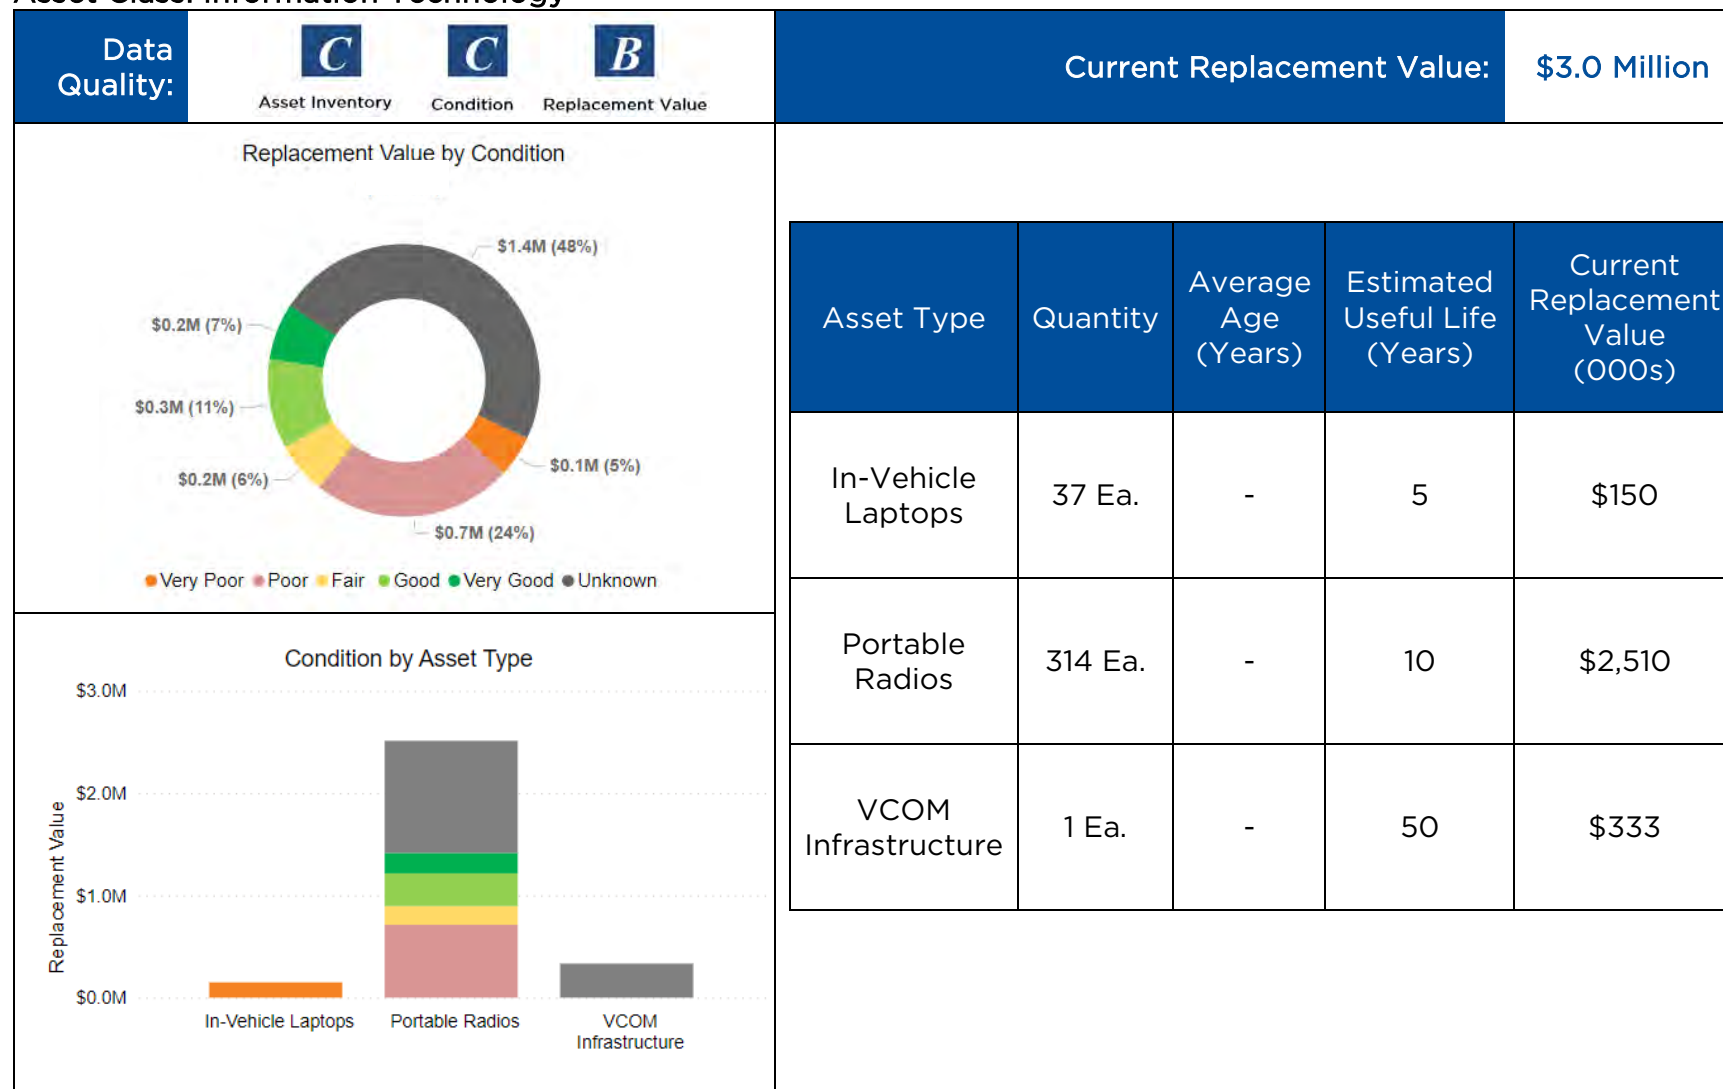 Asset Class: Information Technology
Data
Quality:
C
C
B
Asset Inventory
Condition
Replacement Value
Current Replacement Value:
$3.0 Million
Replacement Value by Condition
$1.4M (48%)
$0.2M (7%)
$0.3M (11%)
$0.2M (6%)
$0.1M (5%)
$0.7M (24%)
Very Poor Poor Fair Good Very Good Unknown
Condition by Asset Type
Replacement Value
$3.0M
$2.0M
$1.0M
$0.0M
In-Vehicle Laptops
Portable Radios
VCOM
Infrastructure
Asset Type
Quantity
Average
Age
(Years)
Estimated
Useful Life
(Years)
Current
Replacement
Value
(000s)
In-Vehicle
Laptops
37 Ea.
-
5
$150
Portable
Radios
314 Ea.
-
10
$2,510
VCOM
Infrastructure
1 Ea.
-
50
$333